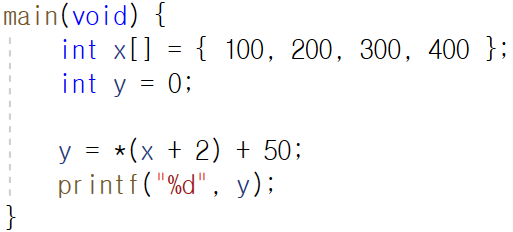 main(void) {
int x[] = { 100, 200, 300, 400 };
int y = 0;
y = *(x + 2) + 50;
printf("%d", y);
}